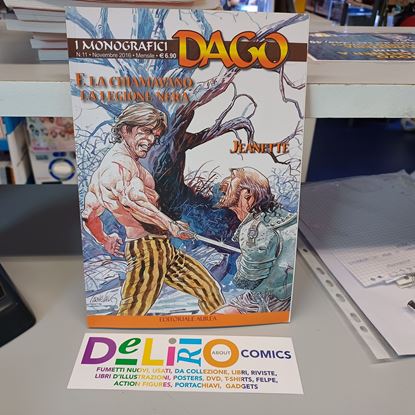 I MONOGRAFICI
N.11 • Novembre 2016 • Mensile • € 6,90
DAGO
E LA CHIAMAVANO
LA LEGIONE NERA
JEANETTE
EDITORIALE AUREA
DeLiRiO ABOUT COMICS
FUMETTI NUOVI, USATI, DA COLLEZIONE, LIBRI, RIVISTE,
LIBRI D'ILLUSTRAZIONI, POSTERS, DVD, T-SHIRTS, FELPE,
ACTION FIGURES, PORTACHIAVI, GADGETS